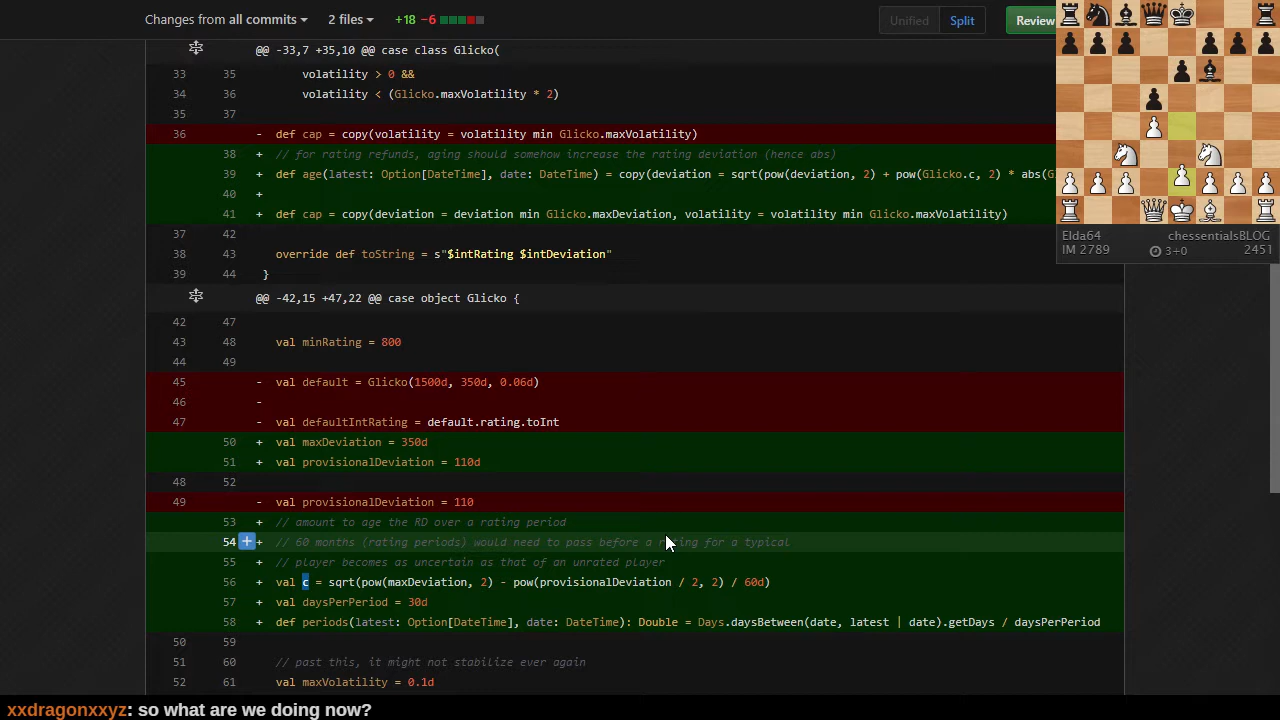 Changes from all commits 2 files +18 −6 Unified Split Review
@@ -33,7 +35,10 @@ case class Glicko(
33 35 volatility > 0 &&
34 36 volatility < (Glicko.maxVolatility * 2)
35 37
36 - def cap = copy(volatility = volatility min Glicko.maxVolatility)
38 + // for rating refunds, aging should somehow increase the rating deviation (hence abs)
39 + def age(latest: Option[DateTime], date: DateTime) = copy(deviation = sqrt(pow(deviation, 2) + pow(Glicko.c, 2) * abs(G
40 +
41 + def cap = copy(deviation = deviation min Glicko.maxDeviation, volatility = volatility min Glicko.maxVolatility)
37 42
38 43 override def toString = s"$intRating $intDeviation"
39 44 }
@@ -42,15 +47,22 @@ case object Glicko {
42 47
43 48 val minRating = 800
44 49
45 - val default = Glicko(1500d, 350d, 0.06d)
46 -
47 - val defaultIntRating = default.rating.toInt
50 + val maxDeviation = 350d
51 + val provisionalDeviation = 110d
48 52
49 - val provisionalDeviation = 110
53 + // amount to age the RD over a rating period
54 + // 60 months (rating periods) would need to pass before a rating for a typical
55 + // player becomes as uncertain as that of an unrated player
56 + val c = sqrt(pow(maxDeviation, 2) - pow(provisionalDeviation / 2, 2) / 60d)
57 + val daysPerPeriod = 30d
58 + def periods(latest: Option[DateTime], date: DateTime): Double = Days.daysBetween(date, latest | date).getDays / daysPerPeriod
50 59
51 60 // past this, it might not stabilize ever again
52 61 val maxVolatility = 0.1d
Elda64 chessentialsBLOG
IM 2789 3+0 2451
xxdragonxxyz: so what are we doing now?